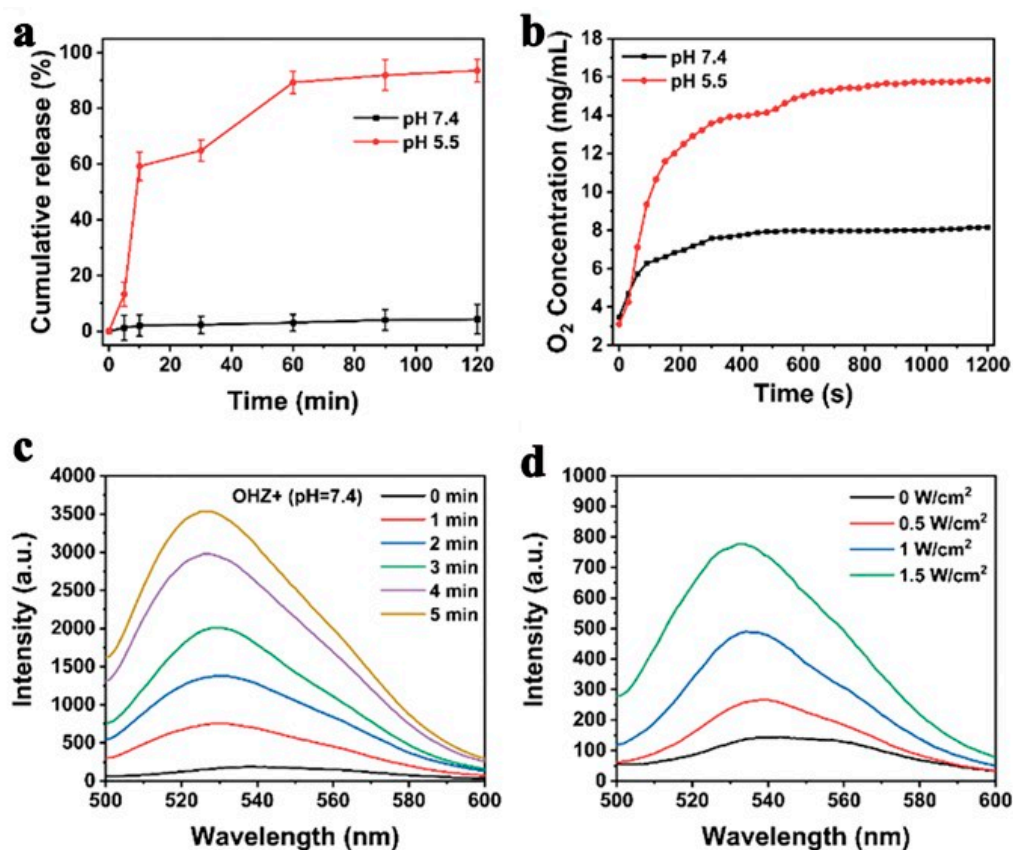 a
Cumulative release (%)
100
80
60
40
20
0
pH 7.4
pH 5.5
0 20 40 60 80 100 120
Time (min)
b
O₂ Concentration (mg/mL)
18
16
14
12
10
8
6
4
2
pH 7.4
pH 5.5
0 200 400 600 800 1000 1200
Time (s)
c
Intensity (a.u.)
4000
3500
3000
2500
2000
1500
1000
500
0
OHZ+ (pH=7.4)
0 min
1 min
2 min
3 min
4 min
5 min
500 520 540 560 580 600
Wavelength (nm)
d
Intensity (a.u.)
1000
900
800
700
600
500
400
300
200
100
0
0 W/cm²
0.5 W/cm²
1 W/cm²
1.5 W/cm²
500 520 540 560 580 600
Wavelength (nm)